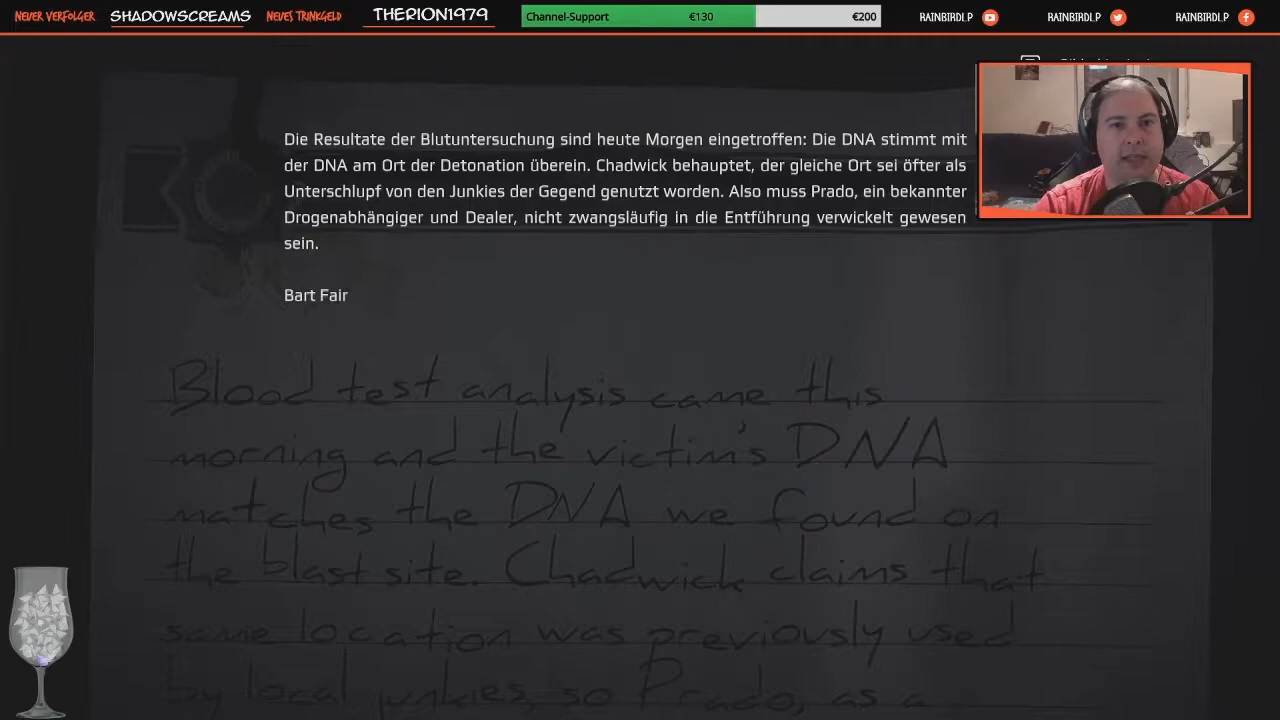 NEUER VERFOLGER SHADOWSCREAMS NEUES TRINKGELD THERION1979 Channel-Support €130 €200 RAINBIRDLP RAINBIRDLP RAINBIRDLP
Die Resultate der Blutuntersuchung sind heute Morgen eingetroffen: Die DNA stimmt mit
der DNA am Ort der Detonation überein. Chadwick behauptet, der gleiche Ort sei öfter als
Unterschlupf von den Junkies der Gegend genutzt worden. Also muss Prado, ein bekannter
Drogenabhängiger und Dealer, nicht zwangsläufig in die Entführung verwickelt gewesen
sein.
Bart Fair
Blood test analysis came this
morning and the victim's DNA
matches the DNA we found on
the blast site. Chadwick claims that
same location was previously used
by local junkies, so Prado, as a